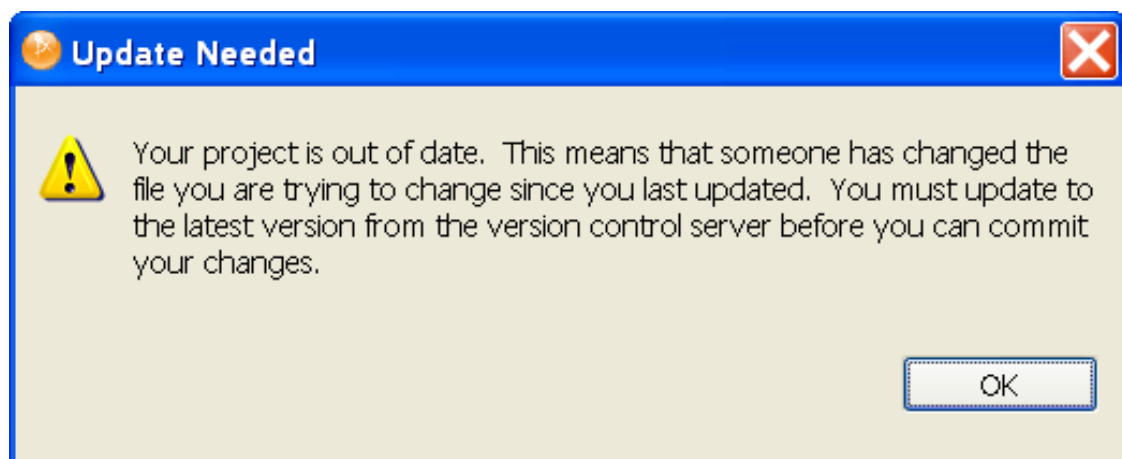 Update Needed
Your project is out of date.  This means that someone has changed the
file you are trying to change since you last updated.  You must update to
the latest version from the version control server before you can commit
your changes.
OK